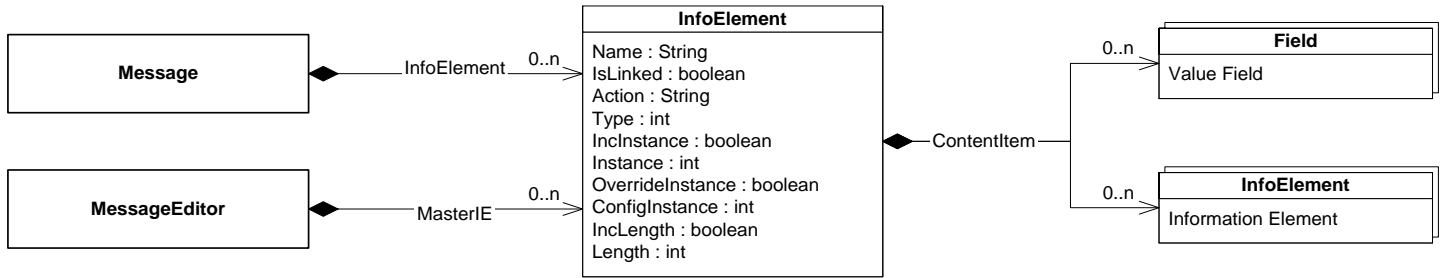 Message
InfoElement
0..n
MessageEditor
MasterIE
0..n
InfoElement
Name : String
IsLinked : boolean
Action : String
Type : int
IncInstance : boolean
Instance : int
OverrideInstance : boolean
ConfigInstance : int
IncLength : boolean
Length : int
ContentItem
0..n
Field
Value Field
0..n
InfoElement
Information Element